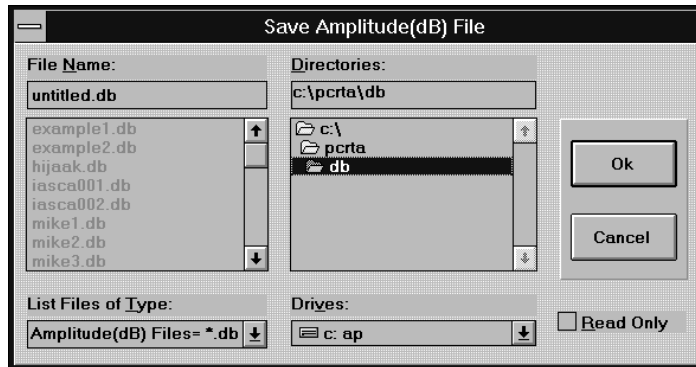 Save Amplitude(dB) File
File Name:
untitled.db
example1.db
example2.db
hijaak.db
iasca001.db
iasca002.db
mike1.db
mike2.db
mike3.db
List Files of Type:
Amplitude(dB) Files= *.db
Directories:
c:\pcrta\db
c:\
pcrta
db
Drives:
c: ap
Ok
Cancel
Read Only